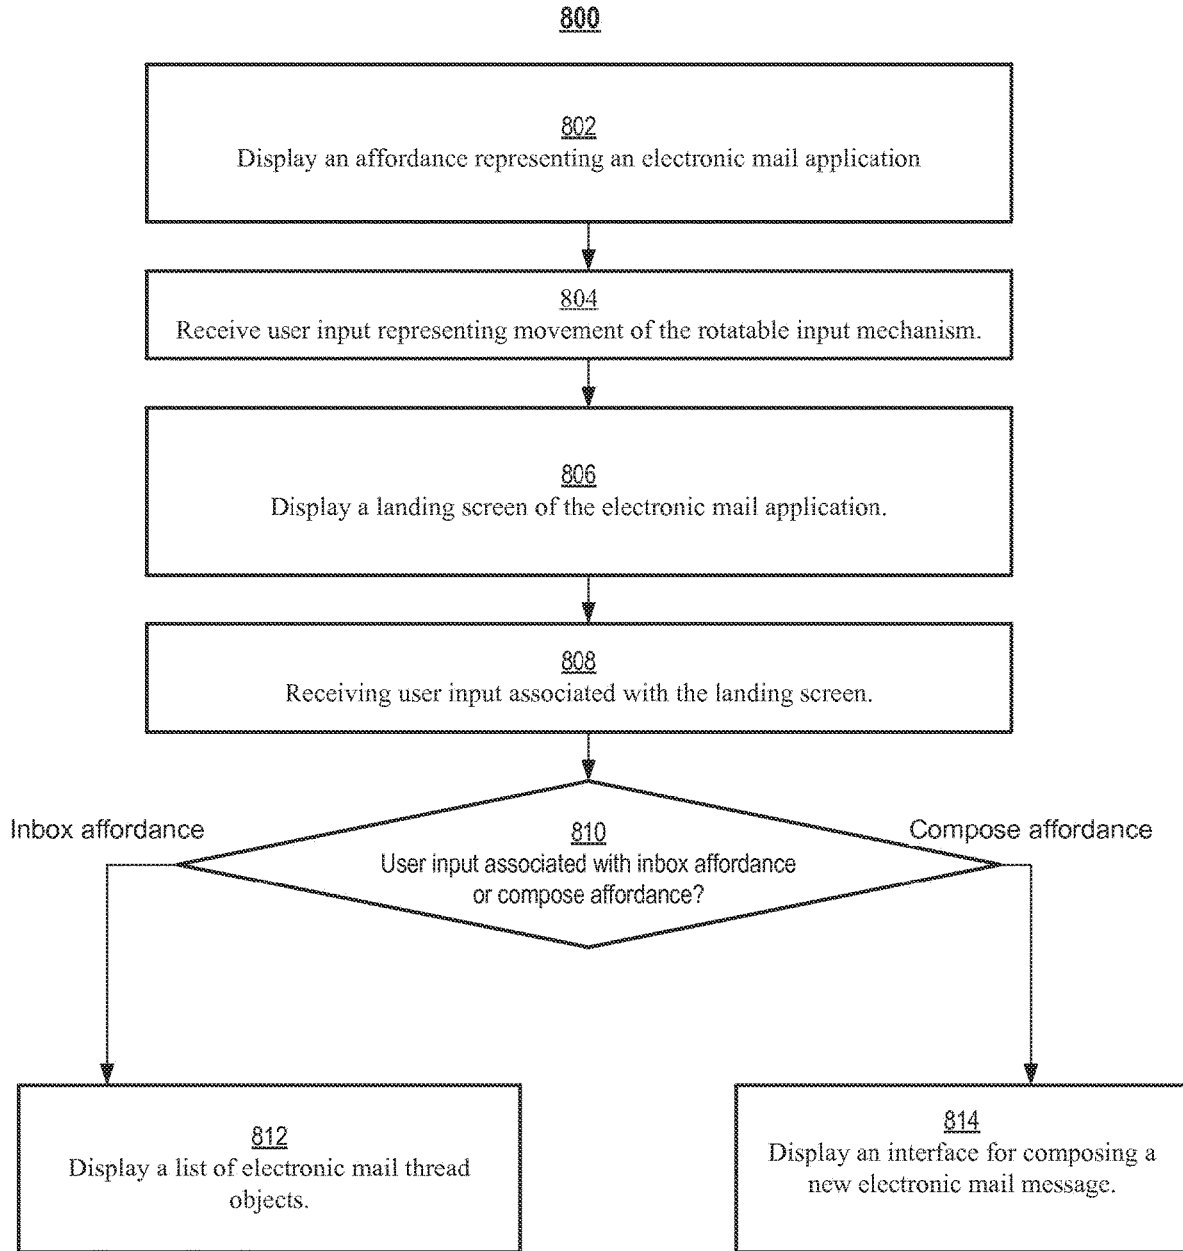 800
802
Display an affordance representing an electronic mail application
804
Receive user input representing movement of the rotatable input mechanism.
806
Display a landing screen of the electronic mail application.
808
Receiving user input associated with the landing screen.
Inbox affordance
810
User input associated with inbox affordance
or compose affordance?
Compose affordance
812
Display a list of electronic mail thread
objects.
814
Display an interface for composing a
new electronic mail message.